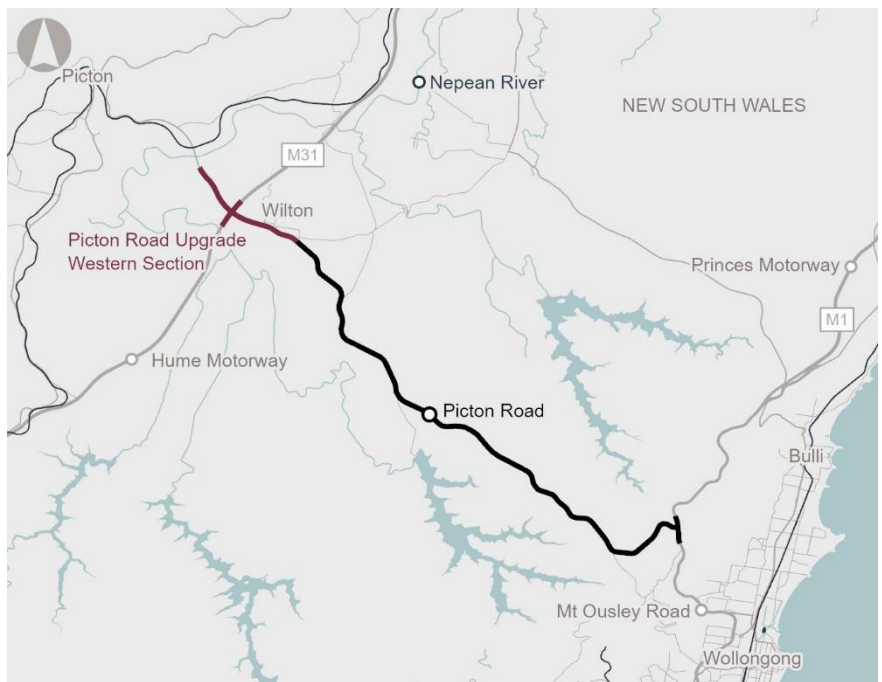 Picton
Nepean River
NEW SOUTH WALES
M31
Wilton
Picton Road Upgrade
Western Section
Princes Motorway
M1
Hume Motorway
Picton Road
Bulli
Mt Ousley Road
Wollongong